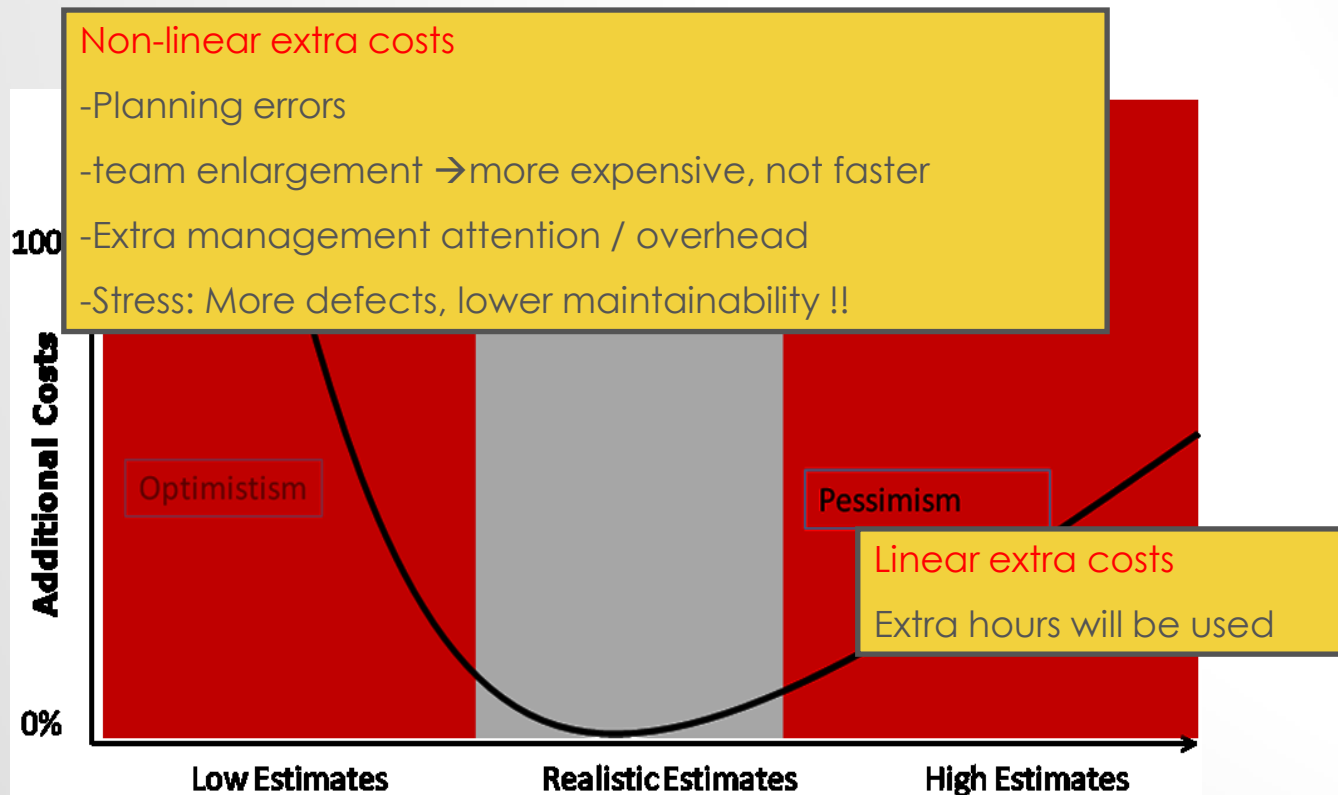 Non-linear extra costs
-Planning errors
-team enlargement →more expensive, not faster
-Extra management attention / overhead
-Stress: More defects, lower maintainability !!
100
Additional Costs
Optimistism
Pessimism
Linear extra costs
Extra hours will be used
0%
Low Estimates
Realistic Estimates
High Estimates